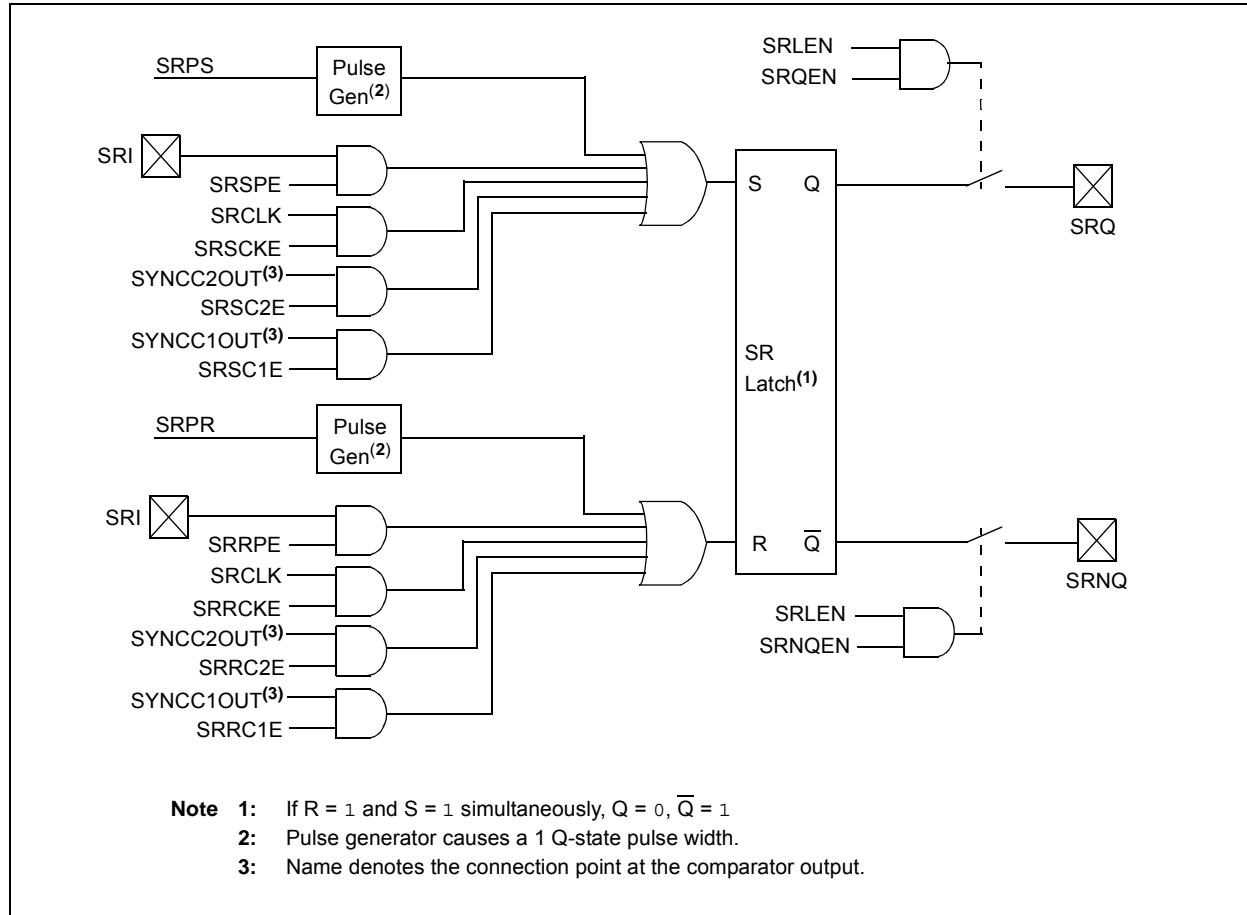 SRPS
Pulse
Gen(2)
SRI
SRSPE
SRCLK
SRSCKE
SYNCC2OUT(3)
SRSC2E
SYNCC1OUT(3)
SRSC1E
SRPR
Pulse
Gen(2)
SRI
SRRPE
SRCLK
SRRCKE
SYNCC2OUT(3)
SRRC2E
SYNCC1OUT(3)
SRRC1E
S Q
SR
Latch(1)
R Q̅
SRLEN
SRQEN
SRQ
SRNQ
SRLEN
SRNQEN
Note 1: If R = 1 and S = 1 simultaneously, Q = 0, Q̅ = 1
2: Pulse generator causes a 1 Q-state pulse width.
3: Name denotes the connection point at the comparator output.